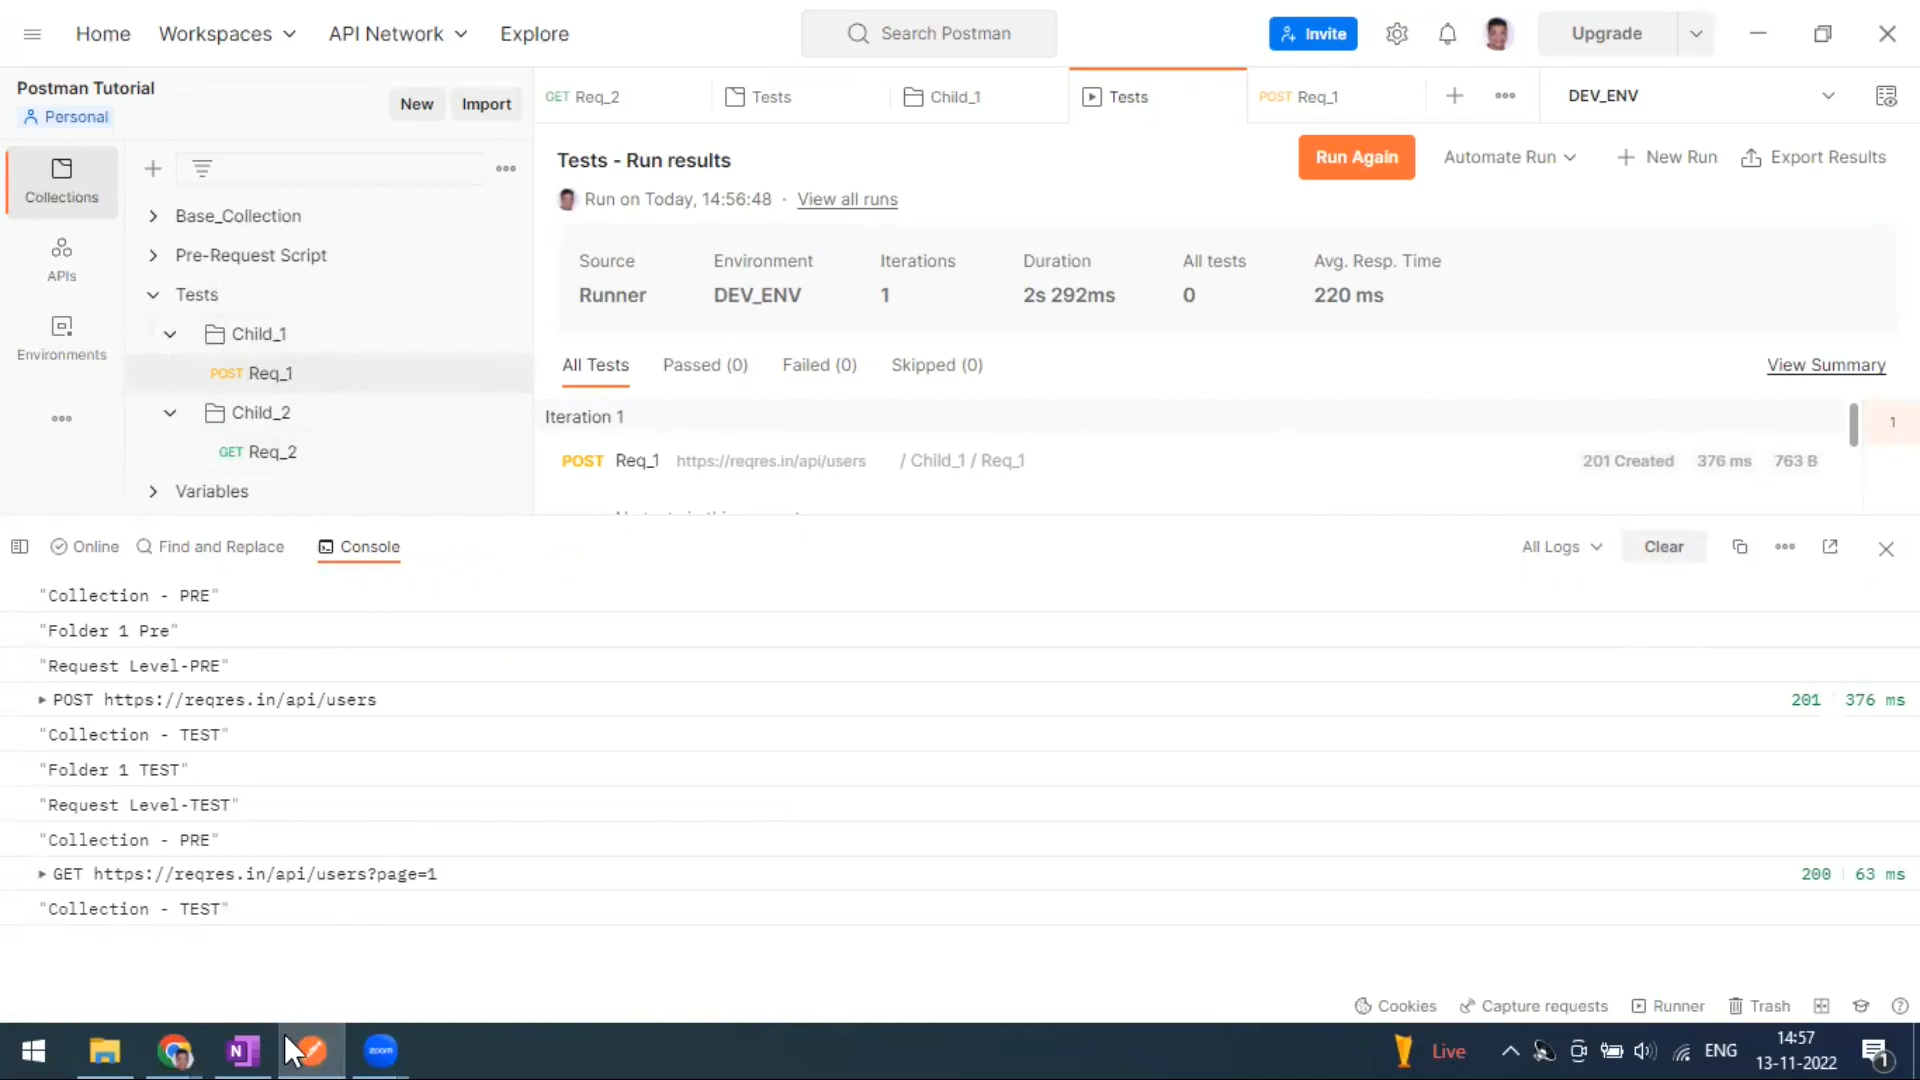 Home Workspaces API Network Explore Search Postman Invite Upgrade
Postman Tutorial
Personal
New Import
GET Req_2 Tests Child_1 Tests POST Req_1 DEV_ENV
Collections
APIs
Environments
Base_Collection
Pre-Request Script
Tests
Child_1
POST Req_1
Child_2
GET Req_2
Variables
Tests - Run results
Run Again Automate Run New Run Export Results
Run on Today, 14:56:48 · View all runs
Source Environment Iterations Duration All tests Avg. Resp. Time
Runner DEV_ENV 1 2s 292ms 0 220 ms
All Tests Passed (0) Failed (0) Skipped (0) View Summary
Iteration 1
1
POST Req_1 https://reqres.in/api/users / Child_1 / Req_1 201 Created 376 ms 763 B
Online Find and Replace Console All Logs Clear
"Collection - PRE"
"Folder 1 Pre"
"Request Level-PRE"
POST https://reqres.in/api/users 201 376 ms
"Collection - TEST"
"Folder 1 TEST"
"Request Level-TEST"
"Collection - PRE"
GET https://reqres.in/api/users?page=1 200 63 ms
"Collection - TEST"
Cookies Capture requests Runner Trash
N zoom Live ENG 14:57
13-11-2022
1